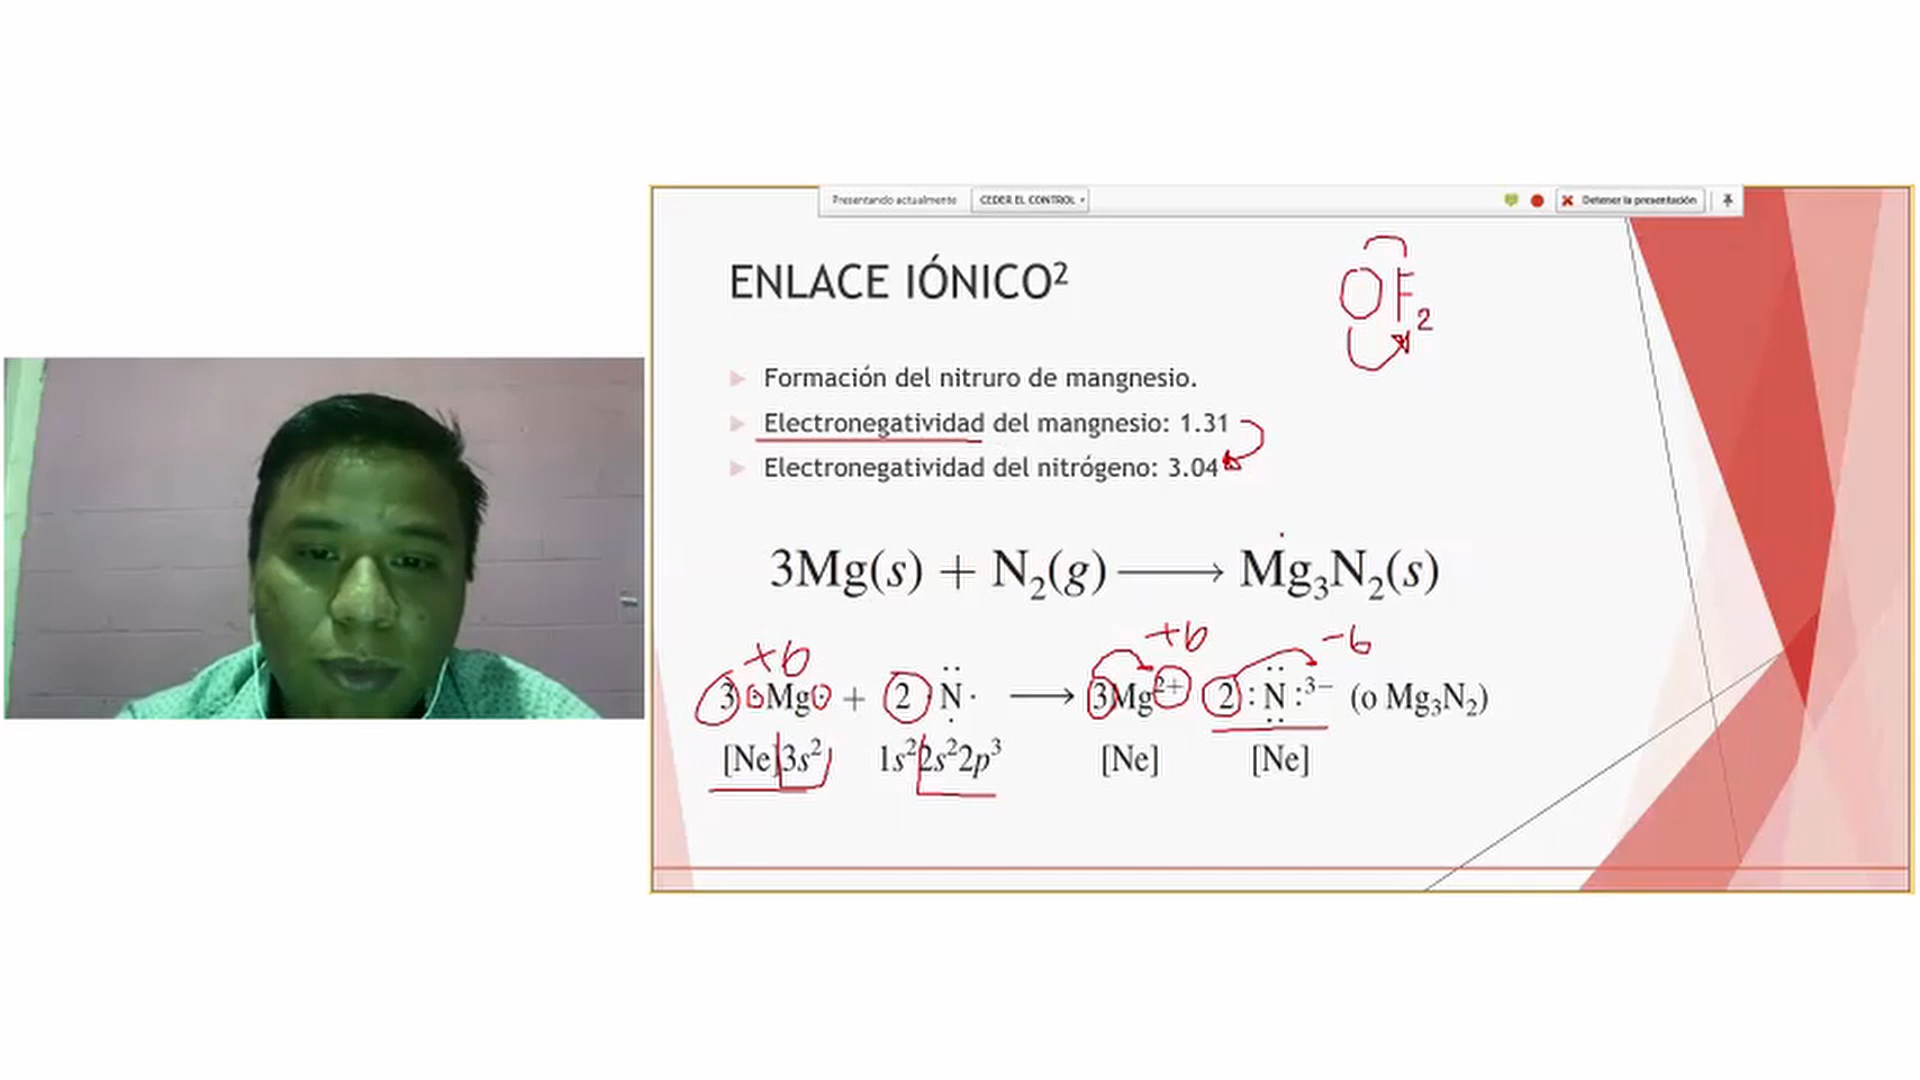 Presentando actualmente CEDER EL CONTROL Detener la presentación
ENLACE IÓNICO²
OF₂
Formación del nitruro de mangnesio.
Electronegatividad del mangnesio: 1.31
Electronegatividad del nitrógeno: 3.04
3Mg(s) + N₂(g) ⟶ Mg₃N₂(s)
+6 +6 -6
3 ·Mg· + 2 ·N· ⟶ 3Mg²⁺ 2 :N:³⁻ (o Mg₃N₂)
[Ne]3s² 1s²2s²2p³ [Ne] [Ne]